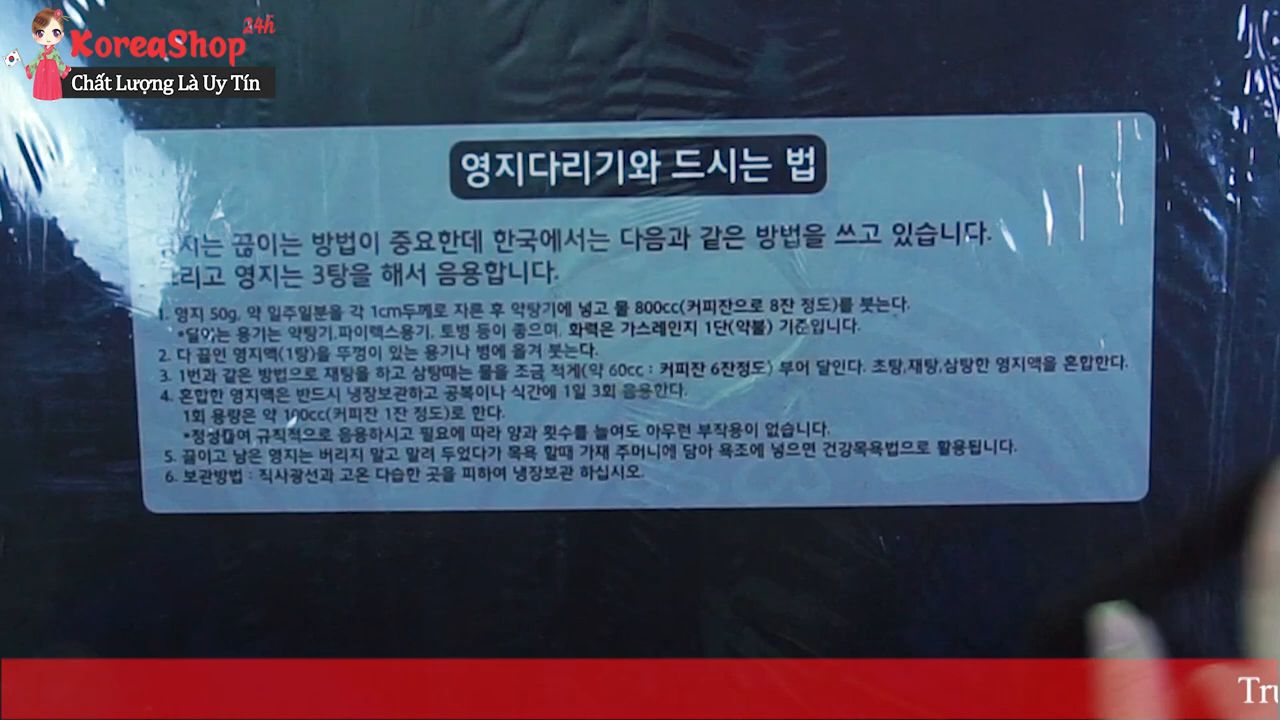 KoreaShop 24h
Chất Lượng Là Uy Tín
영지다리기와 드시는 법
영지는 끓이는 방법이 중요한데 한국에서는 다음과 같은 방법을 쓰고 있습니다.
그리고 영지는 3탕을 해서 음용합니다.
1. 영지 50g, 약 일주일분을 각 1cm두께로 자른 후 약탕기에 넣고 물 800cc(커피잔으로 8잔 정도)를 붓는다.
*달이는 용기는 약탕기,파이렉스용기, 토병 등이 좋으며, 화력은 가스레인지 1단(약불) 기준입니다.
2. 다 끓인 영지액(1탕)을 뚜껑이 있는 용기나 병에 옮겨 붓는다.
3. 1번과 같은 방법으로 재탕을 하고 삼탕때는 물을 조금 적게(약 60cc : 커피잔 6잔정도) 부어 달인다. 초탕,재탕,삼탕한 영지액을 혼합한다.
4. 혼합한 영지액은 반드시 냉장보관하고 공복이나 식간에 1일 3회 음용한다.
1회 용량은 약 100cc(커피잔 1잔 정도)로 한다.
규칙적으로 음용하시고 필요에 따라 양과 횟수를 늘여도 아무런 부작용이 없습니다.
5. 끓이고 남은 영지는 버리지 말고 말려 두었다가 목욕 할때 가재 주머니에 담아 욕조에 넣으면 건강목욕법으로 활용됩니다.
6. 보관방법 : 직사광선과 고온 다습한 곳을 피하여 냉장보관 하십시오.